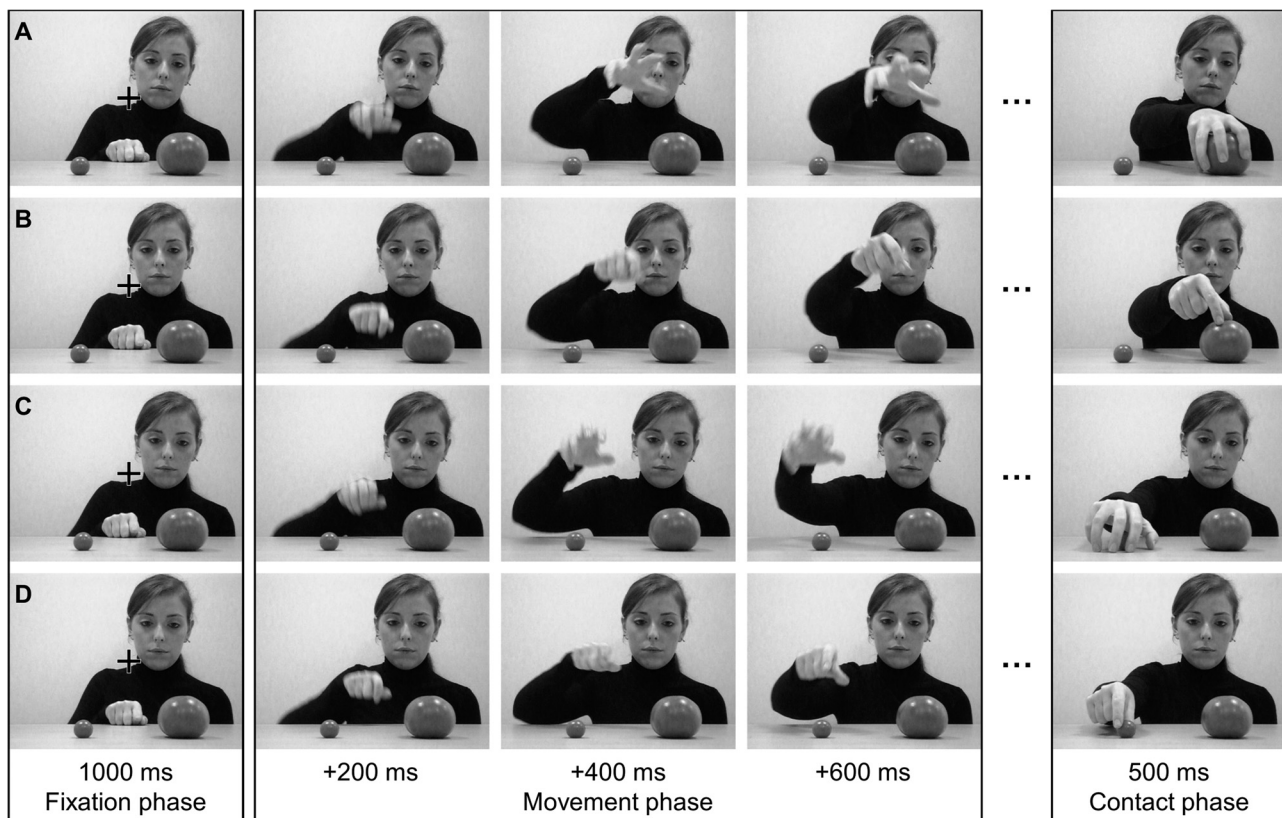 A
...
B
...
C
...
D
...
1000 ms
+200 ms
+400 ms
+600 ms
500 ms
Fixation phase
Movement phase
Contact phase